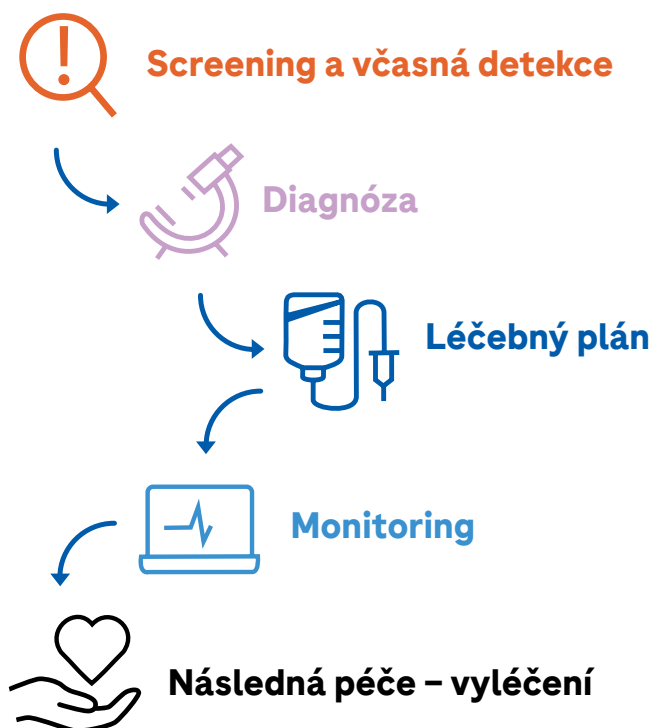 Screening a včasná detekce
Diagnóza
Léčebný plán
Monitoring
Následná péče – vyléčení